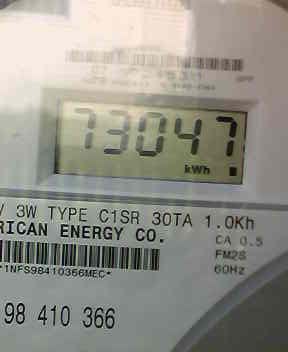 73047
kWh
V 3W TYPE C1SR 30TA 1.0Kh
RICAN ENERGY CO.
CA 0.5
FM2S
60Hz
*1NFS98410366MEC*
98 410 366